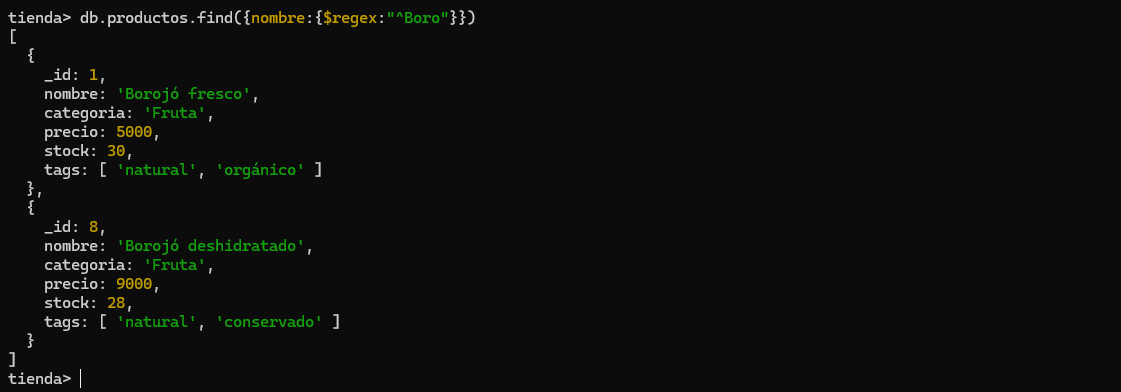 tienda> db.productos.find({nombre:{$regex:"^Boro"}})
[
  {
    _id: 1,
    nombre: 'Borojó fresco',
    categoria: 'Fruta',
    precio: 5000,
    stock: 30,
    tags: [ 'natural', 'orgánico' ]
  },
  {
    _id: 8,
    nombre: 'Borojó deshidratado',
    categoria: 'Fruta',
    precio: 9000,
    stock: 28,
    tags: [ 'natural', 'conservado' ]
  }
]
tienda>